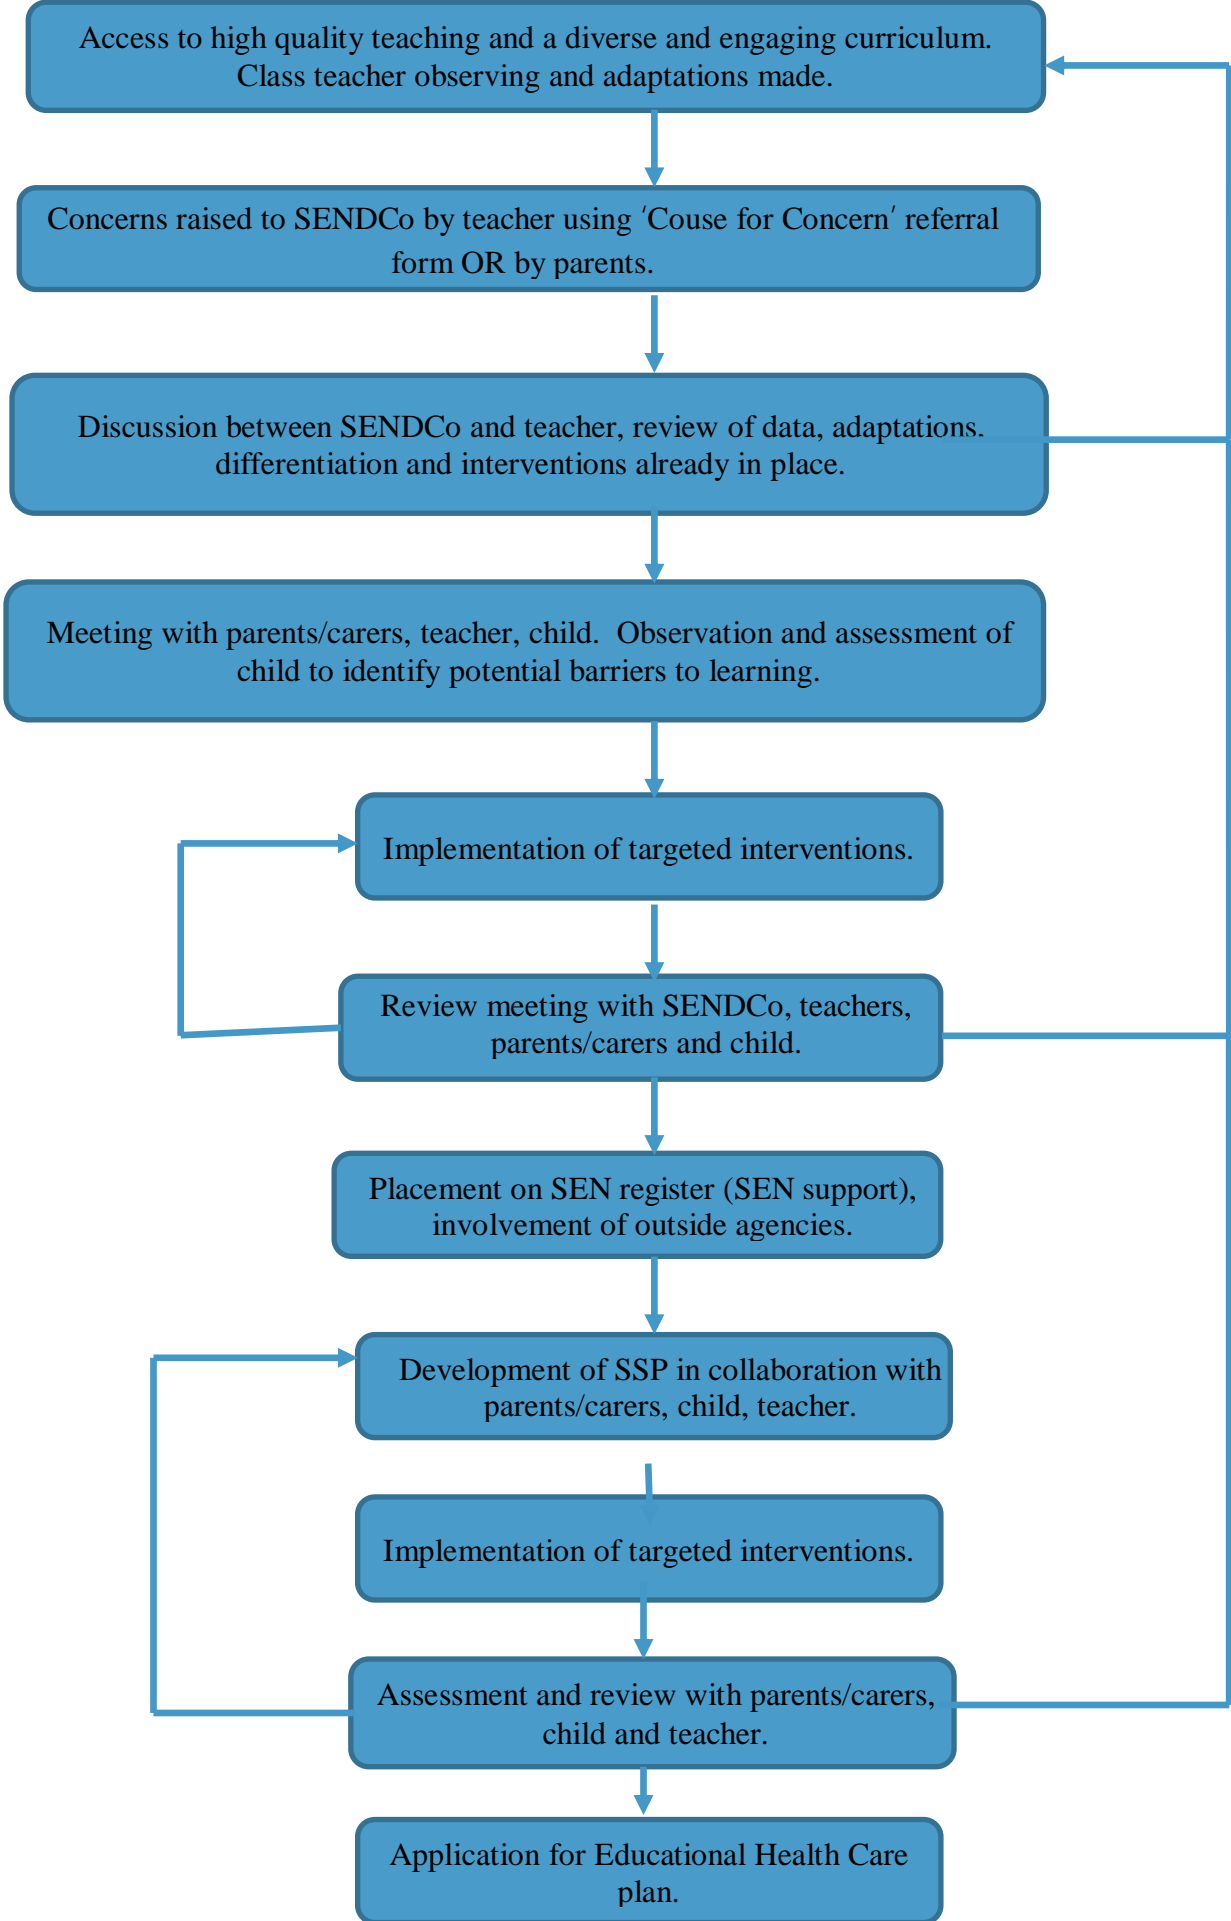 Access to high quality teaching and a diverse and engaging curriculum.
Class teacher observing and adaptations made.
Concerns raised to SENDCo by teacher using ‘Couse for Concern’ referral
form OR by parents.
Discussion between SENDCo and teacher, review of data, adaptations,
differentiation and interventions already in place.
Meeting with parents/carers, teacher, child.  Observation and assessment of
child to identify potential barriers to learning.
Implementation of targeted interventions.
Review meeting with SENDCo, teachers,
parents/carers and child.
Placement on SEN register (SEN support),
involvement of outside agencies.
Development of SSP in collaboration with
parents/carers, child, teacher.
Implementation of targeted interventions.
Assessment and review with parents/carers,
child and teacher.
Application for Educational Health Care
plan.